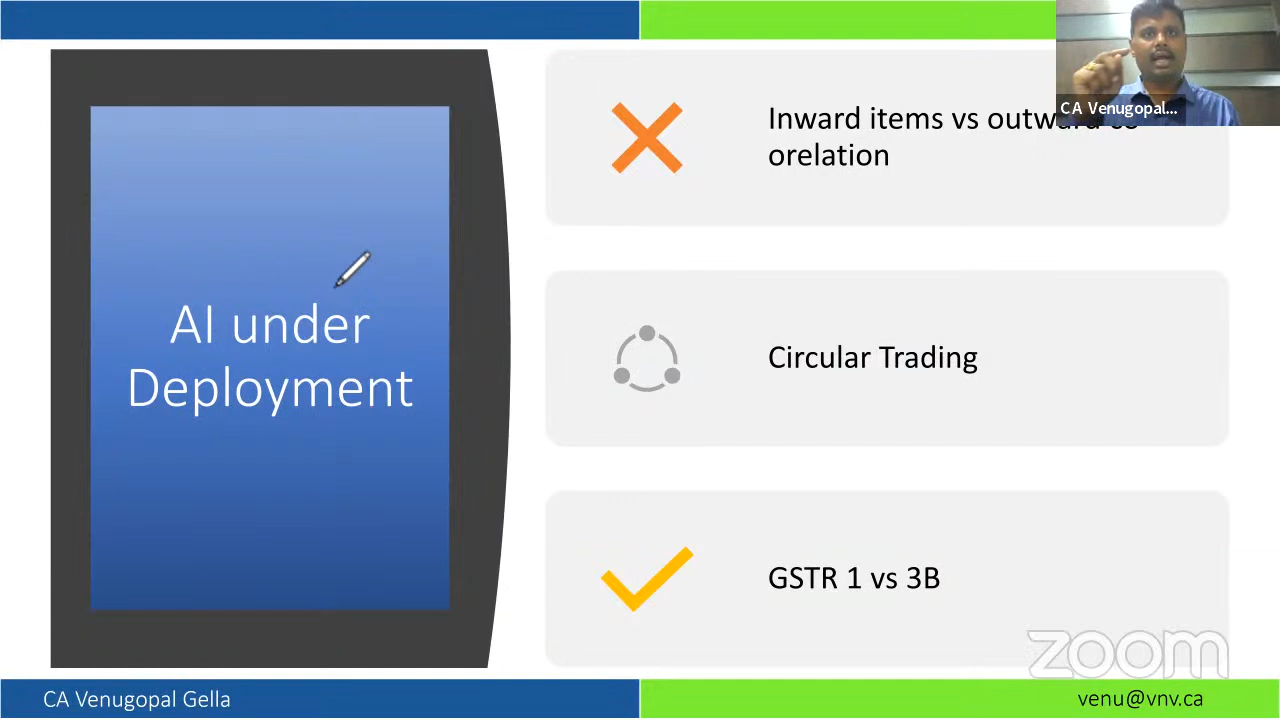 Inward items vs outward co
orelation
CA Venugopal...
AI under
Deployment
Circular Trading
GSTR 1 vs 3B
zoom
CA Venugopal Gella
venu@vnv.ca